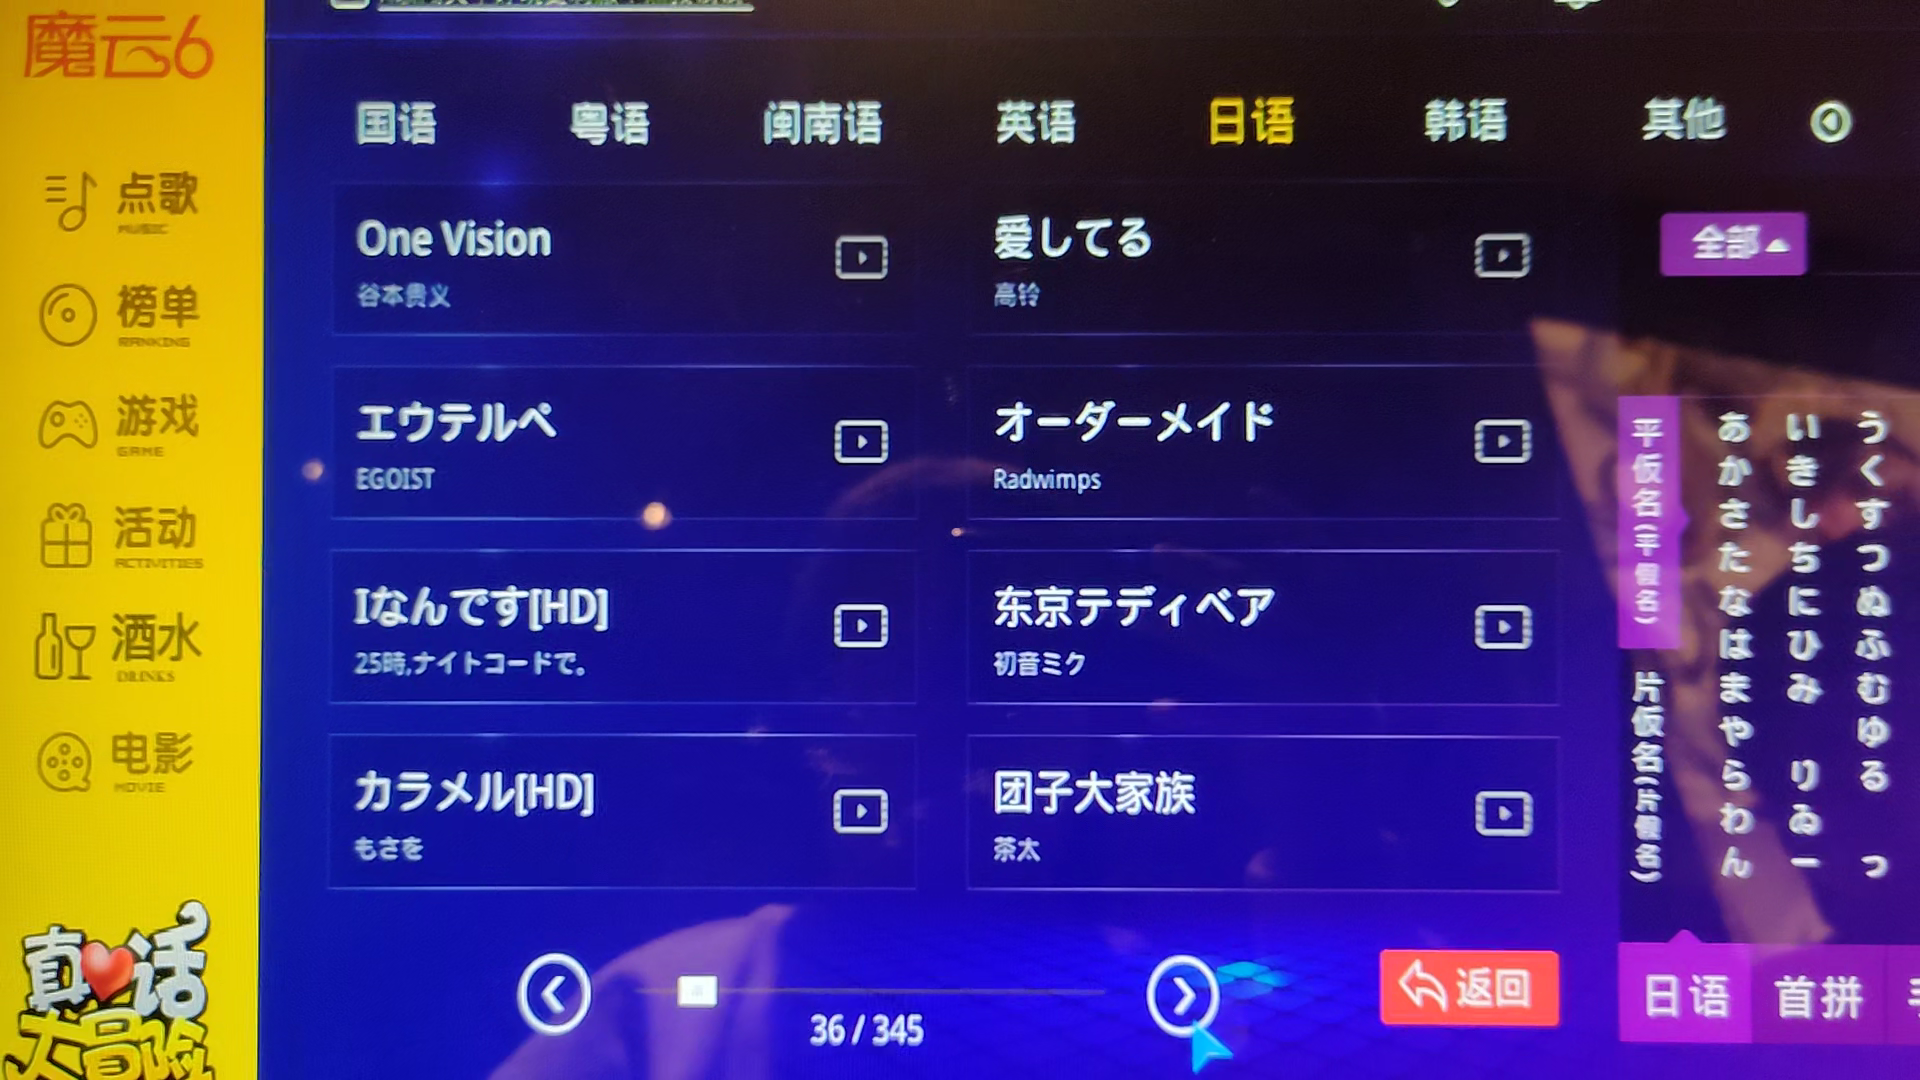 魔云6
国语 粤语 闽南语 英语 日语 韩语 其他
点歌
MUSIC
榜单
RANKING
游戏
GAME
活动
ACTIVITIES
酒水
DRINKS
电影
MOVIE
真话
大冒险
One Vision
谷本贵义
爱してる
高铃
エウテルペ
EGOIST
オーダーメイド
Radwimps
Iなんです[HD]
25時,ナイトコードで。
东京テディベア
初音ミク
カラメル[HD]
もさを
团子大家族
茶太
36 / 345
返回
全部
平仮名(平假名)
片仮名(片假名)
あかさたなはまやらわん
いきしちにひみ りゐー
うくすつぬふむゆる っ
日语 首拼